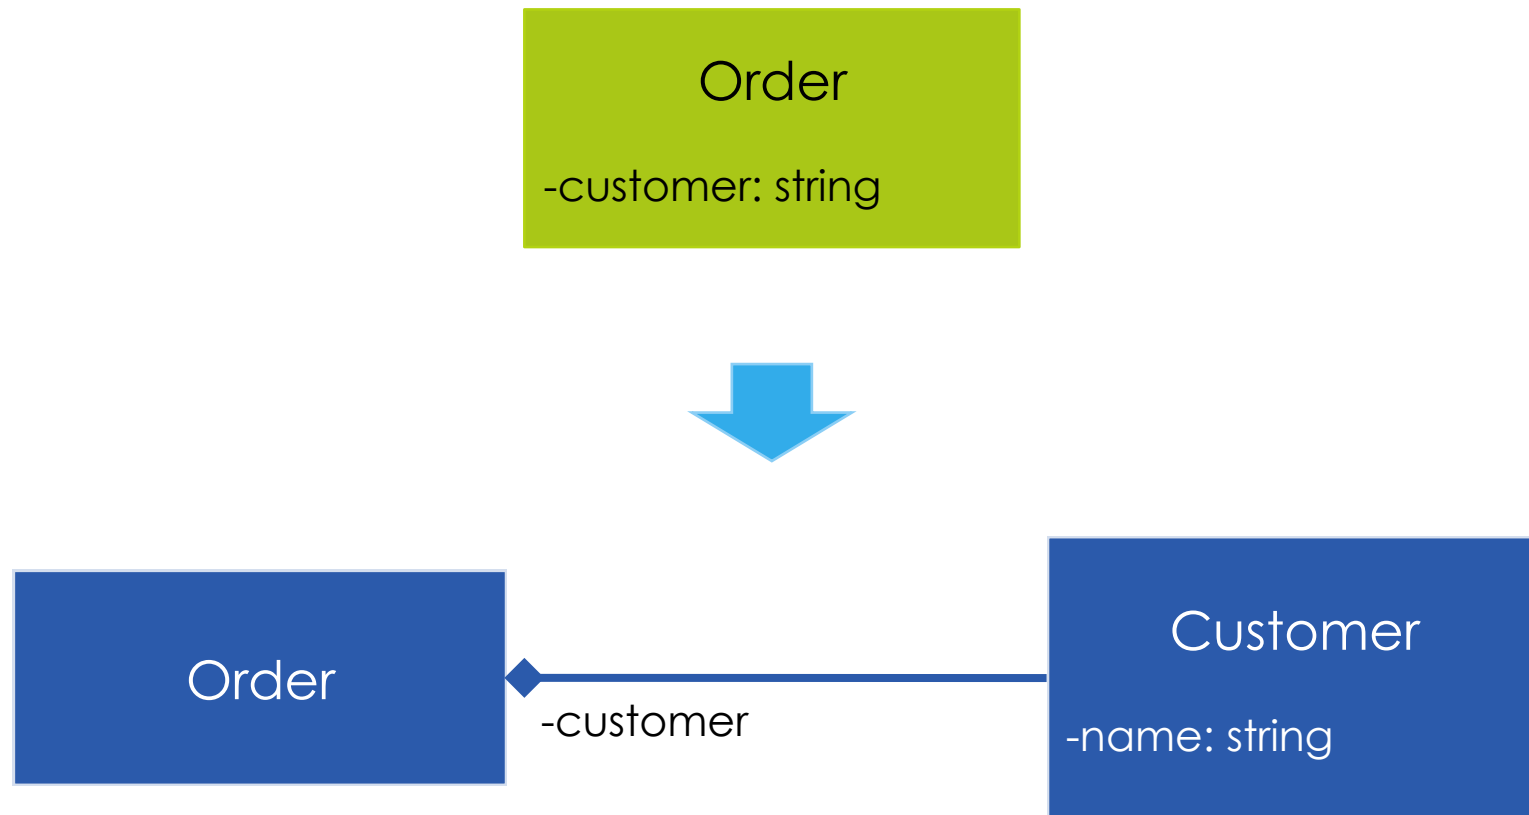 Order
-customer: string
Order
-customer
Customer
-name: string